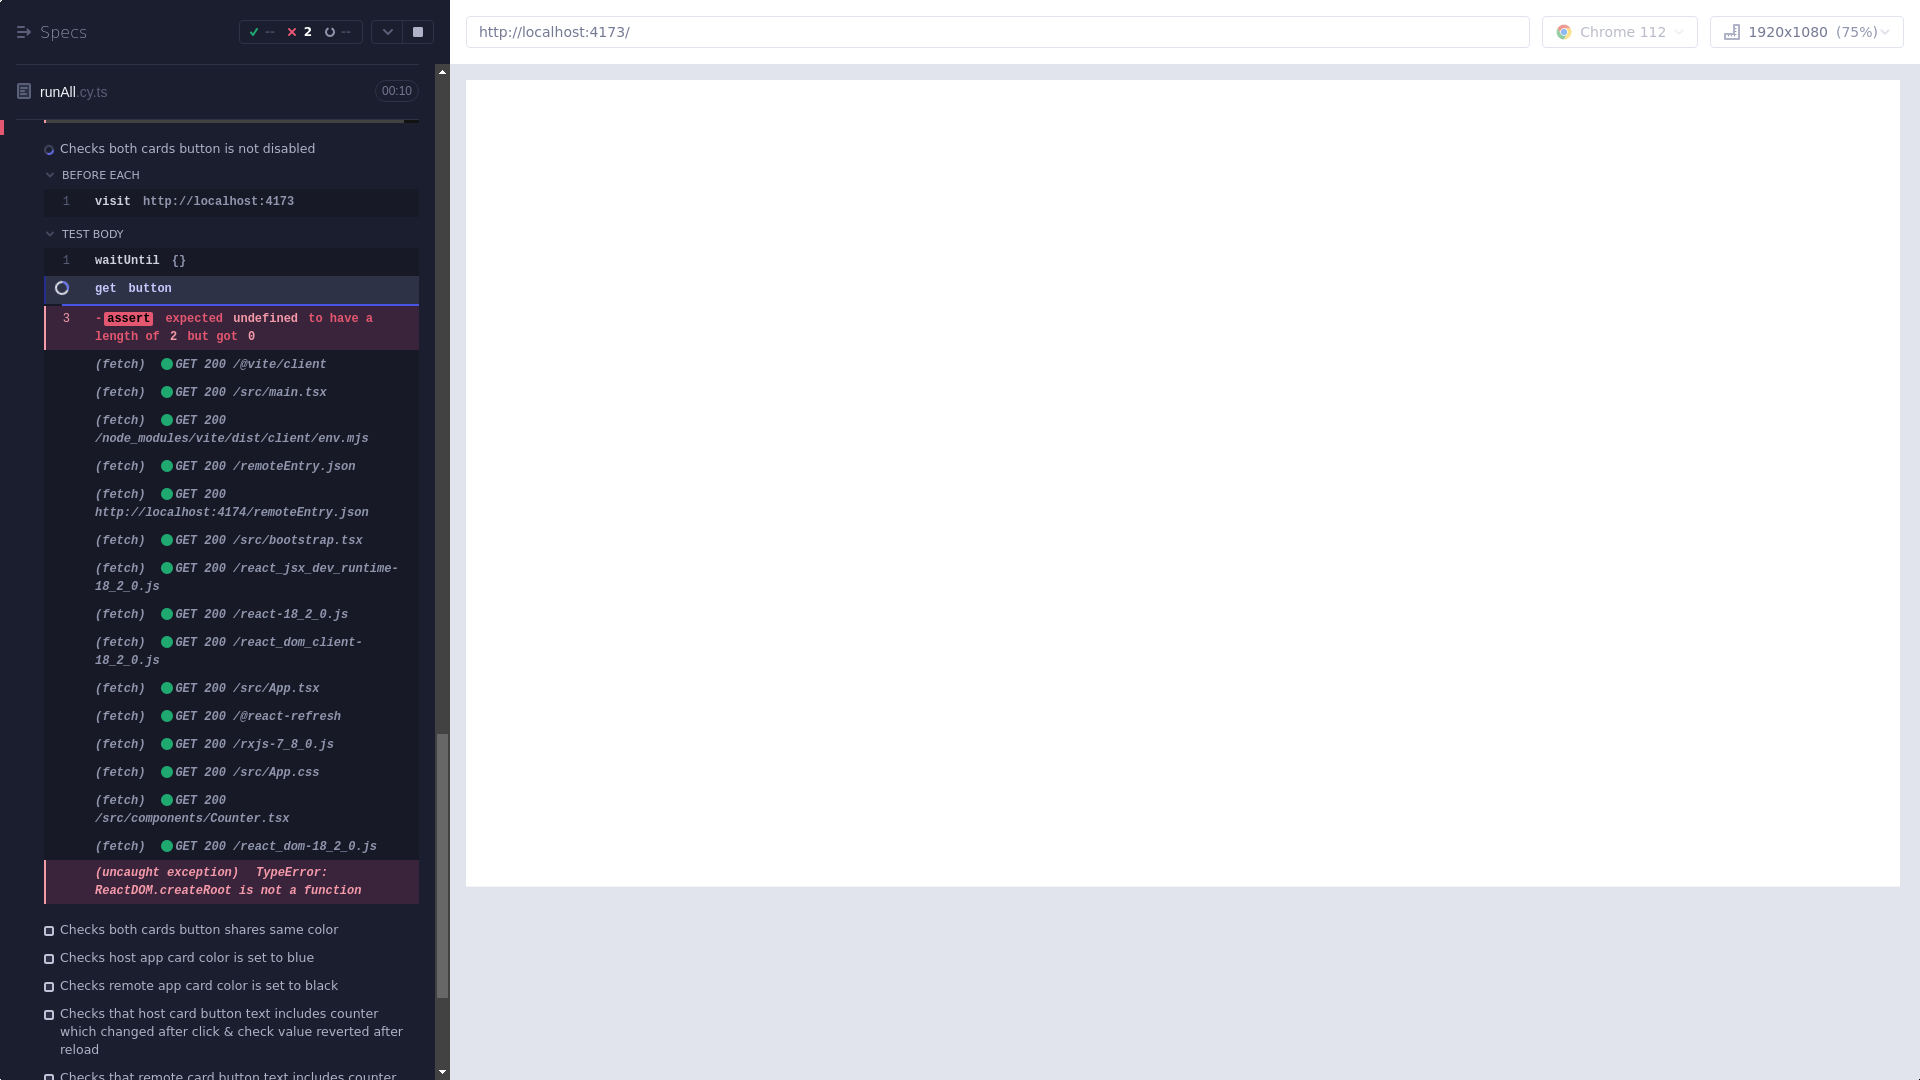 Specs
-- 2 --
http://localhost:4173/
Chrome 112
1920x1080 (75%)
runAll.cy.ts
00:10
Checks both cards button is not disabled
BEFORE EACH
1 visit http://localhost:4173
TEST BODY
1 waitUntil {}
get button
3 -assert expected undefined to have a
length of 2 but got 0
(fetch) GET 200 /@vite/client
(fetch) GET 200 /src/main.tsx
(fetch) GET 200
/node_modules/vite/dist/client/env.mjs
(fetch) GET 200 /remoteEntry.json
(fetch) GET 200
http://localhost:4174/remoteEntry.json
(fetch) GET 200 /src/bootstrap.tsx
(fetch) GET 200 /react_jsx_dev_runtime-
18_2_0.js
(fetch) GET 200 /react-18_2_0.js
(fetch) GET 200 /react_dom_client-
18_2_0.js
(fetch) GET 200 /src/App.tsx
(fetch) GET 200 /@react-refresh
(fetch) GET 200 /rxjs-7_8_0.js
(fetch) GET 200 /src/App.css
(fetch) GET 200
/src/components/Counter.tsx
(fetch) GET 200 /react_dom-18_2_0.js
(uncaught exception) TypeError:
ReactDOM.createRoot is not a function
Checks both cards button shares same color
Checks host app card color is set to blue
Checks remote app card color is set to black
Checks that host card button text includes counter
which changed after click & check value reverted after
reload
Checks that remote card button text includes counter